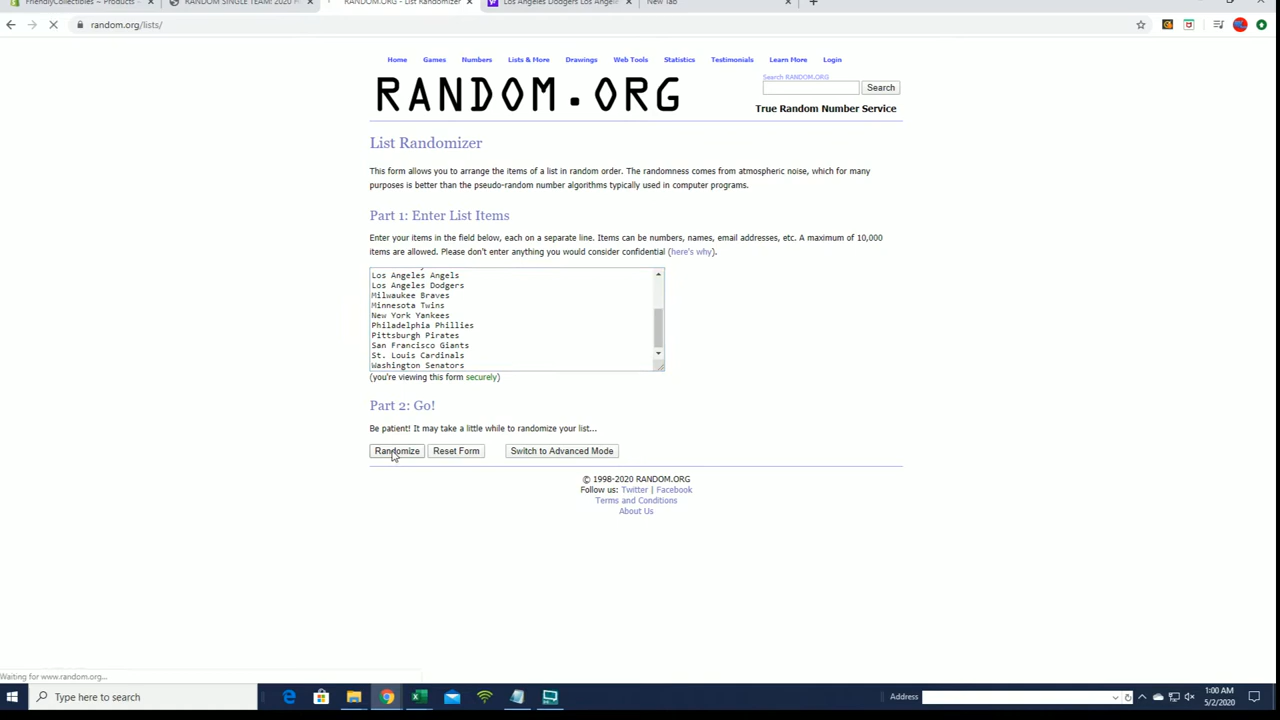 FriendlyCollectibles ~ Products -
RANDOM SINGLE TEAM! 2020 P
RANDOM.ORG - List Randomizer
Los Angeles Dodgers Los Angel
New Tab
random.org/lists/
Home Games Numbers Lists & More Drawings Web Tools Statistics Testimonials Learn More Login
RANDOM.ORG
Search RANDOM.ORG
Search
True Random Number Service
List Randomizer
This form allows you to arrange the items of a list in random order. The randomness comes from atmospheric noise, which for many
purposes is better than the pseudo-random number algorithms typically used in computer programs.
Part 1: Enter List Items
Enter your items in the field below, each on a separate line. Items can be numbers, names, email addresses, etc. A maximum of 10,000
items are allowed. Please don't enter anything you would consider confidential (here's why).
Los Angeles Angels
Los Angeles Dodgers
Milwaukee Braves
Minnesota Twins
New York Yankees
Philadelphia Phillies
Pittsburgh Pirates
San Francisco Giants
St. Louis Cardinals
Washington Senators
(you're viewing this form securely)
Part 2: Go!
Be patient! It may take a little while to randomize your list...
Randomize Reset Form Switch to Advanced Mode
© 1998-2020 RANDOM.ORG
Follow us: Twitter | Facebook
Terms and Conditions
About Us
Waiting for www.random.org...
Type here to search
Address
1:00 AM
5/2/2020